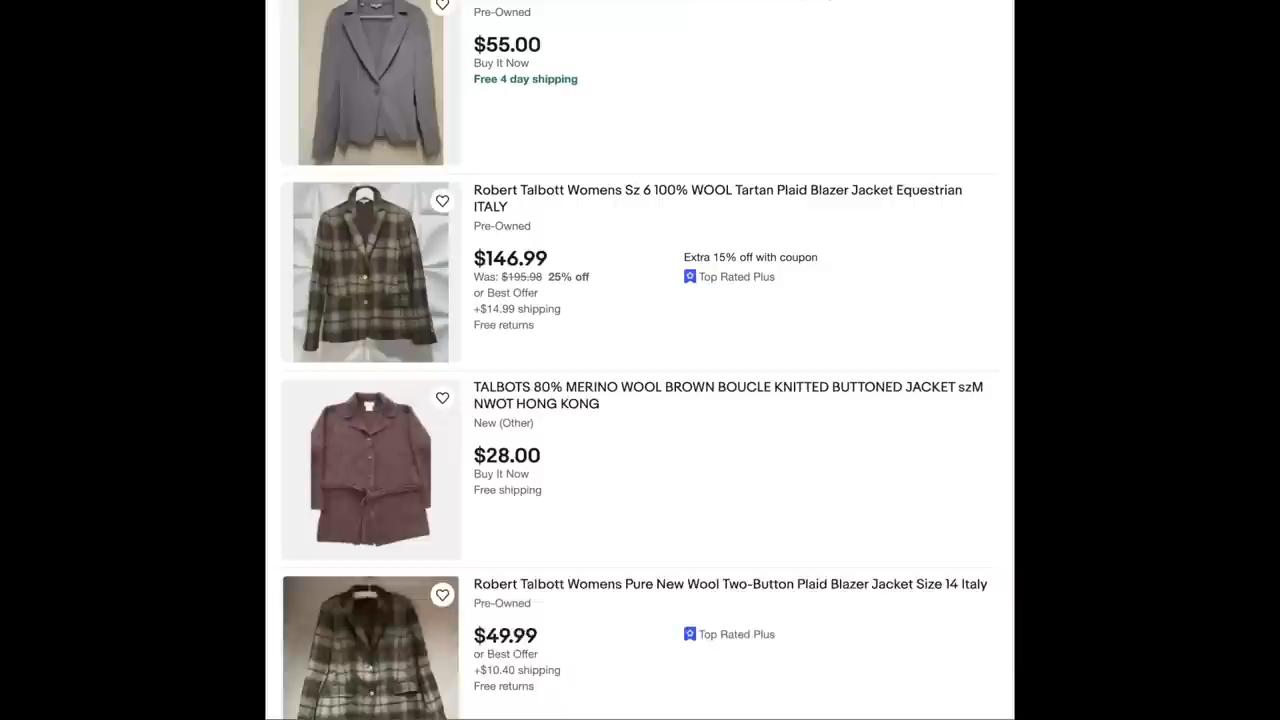 Pre-Owned
$55.00
Buy It Now
Free 4 day shipping
Robert Talbott Womens Sz 6 100% WOOL Tartan Plaid Blazer Jacket Equestrian
ITALY
Pre-Owned
$146.99
Was: $195.98 25% off
or Best Offer
+$14.99 shipping
Free returns
Extra 15% off with coupon
Top Rated Plus
TALBOTS 80% MERINO WOOL BROWN BOUCLE KNITTED BUTTONED JACKET szM
NWOT HONG KONG
New (Other)
$28.00
Buy It Now
Free shipping
Robert Talbott Womens Pure New Wool Two-Button Plaid Blazer Jacket Size 14 Italy
Pre-Owned
$49.99
or Best Offer
+$10.40 shipping
Free returns
Top Rated Plus